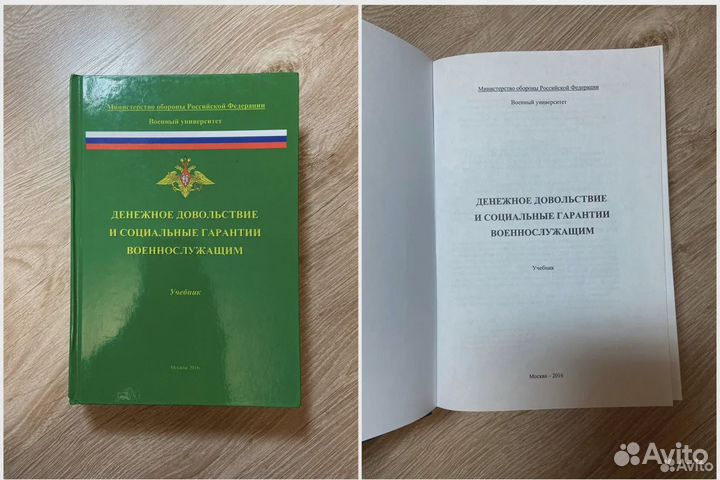 Министерство обороны Российской Федерации
Военный университет
ДЕНЕЖНОЕ ДОВОЛЬСТВИЕ
И СОЦИАЛЬНЫЕ ГАРАНТИИ
ВОЕННОСЛУЖАЩИМ
Учебник
Москва 2016
Министерство обороны Российской Федерации
Военный университет
ДЕНЕЖНОЕ ДОВОЛЬСТВИЕ
И СОЦИАЛЬНЫЕ ГАРАНТИИ
ВОЕННОСЛУЖАЩИМ
Учебник
Москва – 2016
Avito
Avito